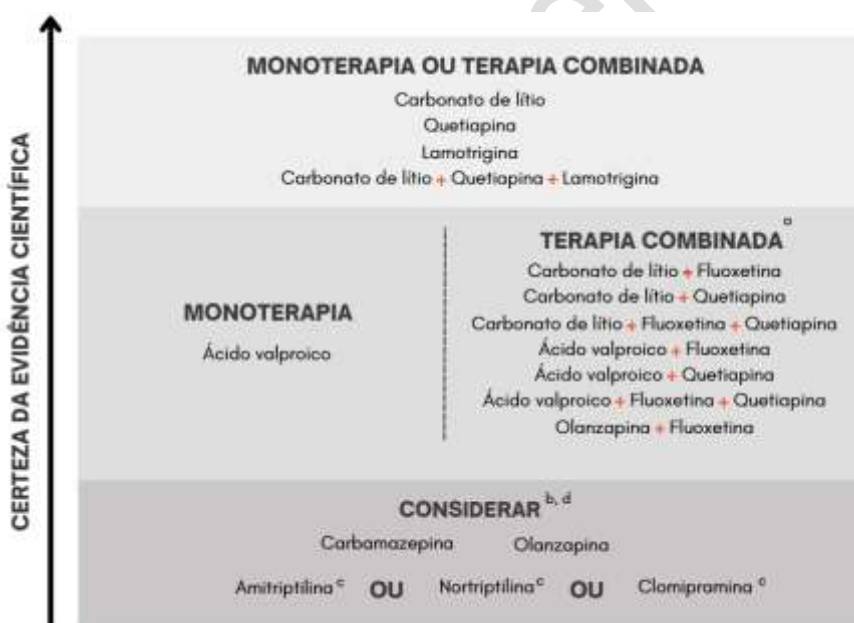 CERTEZA DA EVIDÊNCIA CIENTÍFICA
MONOTERAPIA OU TERAPIA COMBINADA
Carbonato de lítio
Quetiapina
Lamotrigina
Carbonato de lítio + Quetiapina + Lamotrigina
MONOTERAPIA
Ácido valproico
TERAPIA COMBINADA a
Carbonato de lítio + Fluoxetina
Carbonato de lítio + Quetiapina
Carbonato de lítio + Fluoxetina + Quetiapina
Ácido valproico + Fluoxetina
Ácido valproico + Quetiapina
Ácido valproico + Fluoxetina + Quetiapina
Olanzapina + Fluoxetina
CONSIDERAR b, d
Carbamazepina Olanzapina
Amitriptilina c OU Nortriptilina c OU Clomipramina c